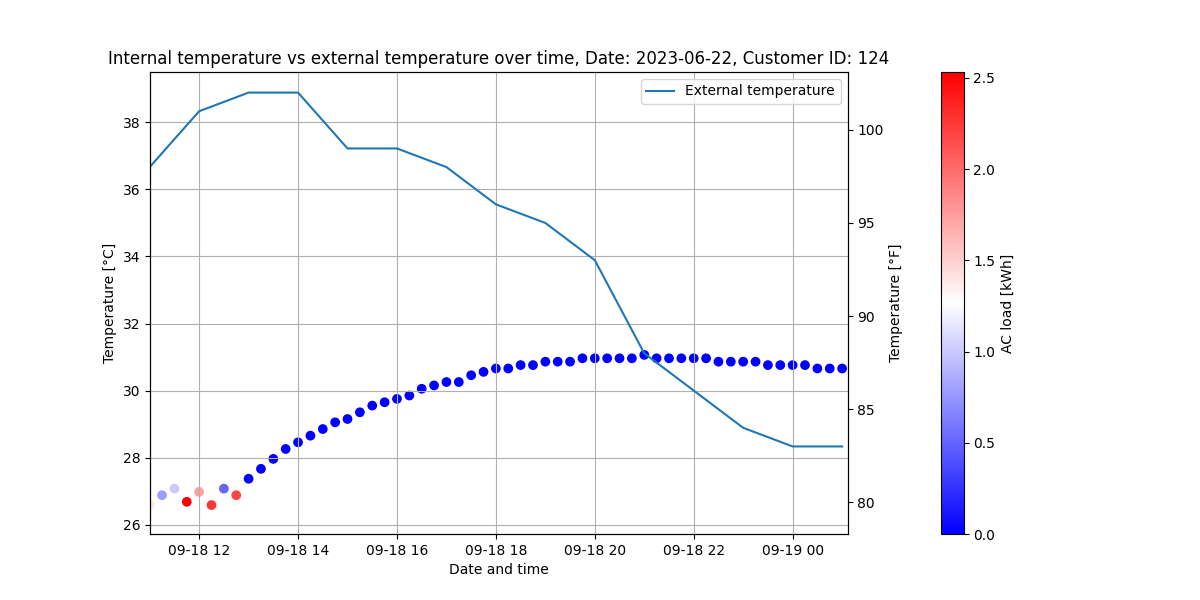 Internal temperature vs external temperature over time, Date: 2023-06-22, Customer ID: 124
External temperature
38
36
34
32
30
28
26
Temperature [°C]
100
95
90
85
80
Temperature [°F]
2.5
2.0
1.5
1.0
0.5
0.0
AC load [kWh]
09-18 12 09-18 14 09-18 16 09-18 18 09-18 20 09-18 22 09-19 00
Date and time